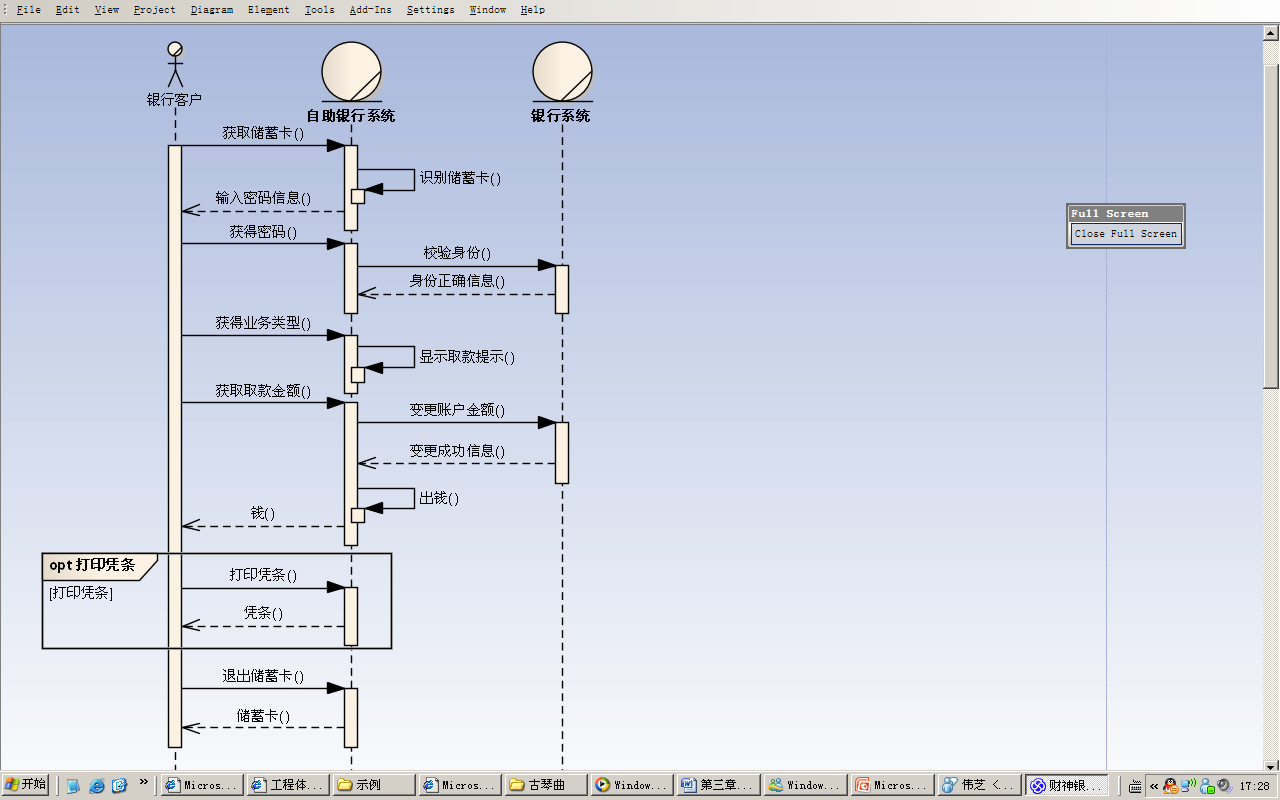 File Edit View Project Diagram Element Tools Add-Ins Settings Window Help
银行客户
自助银行系统
银行系统
获取储蓄卡()
识别储蓄卡()
输入密码信息()
Full Screen
Close Full Screen
获得密码()
校验身份()
身份正确信息()
获得业务类型()
显示取款提示()
获取取款金额()
变更账户金额()
变更成功信息()
出钱()
钱()
opt 打印凭条
[打印凭条]
打印凭条()
凭条()
退出储蓄卡()
储蓄卡()
开始 » Micros... 工程体... 示例 Micros... 古琴曲 Window... 第三章... Window... Micros... 伟芝 <... 财神银... « 17:28